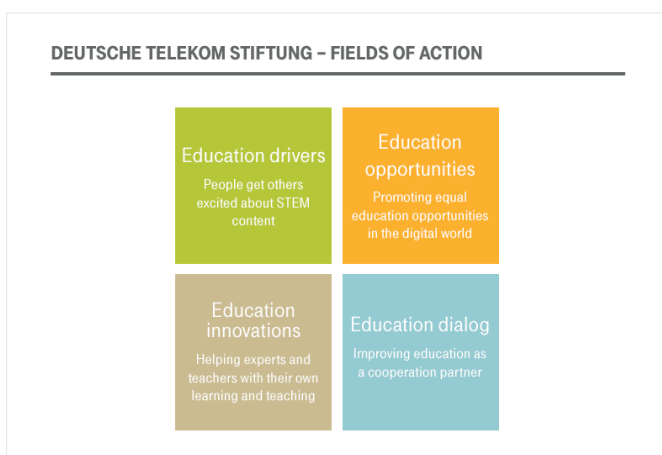 DEUTSCHE TELEKOM STIFTUNG – FIELDS OF ACTION
Education drivers
People get others
excited about STEM
content
Education
opportunities
Promoting equal
education opportunities
in the digital world
Education
innovations
Helping experts and
teachers with their own
learning and teaching
Education dialog
Improving education as
a cooperation partner